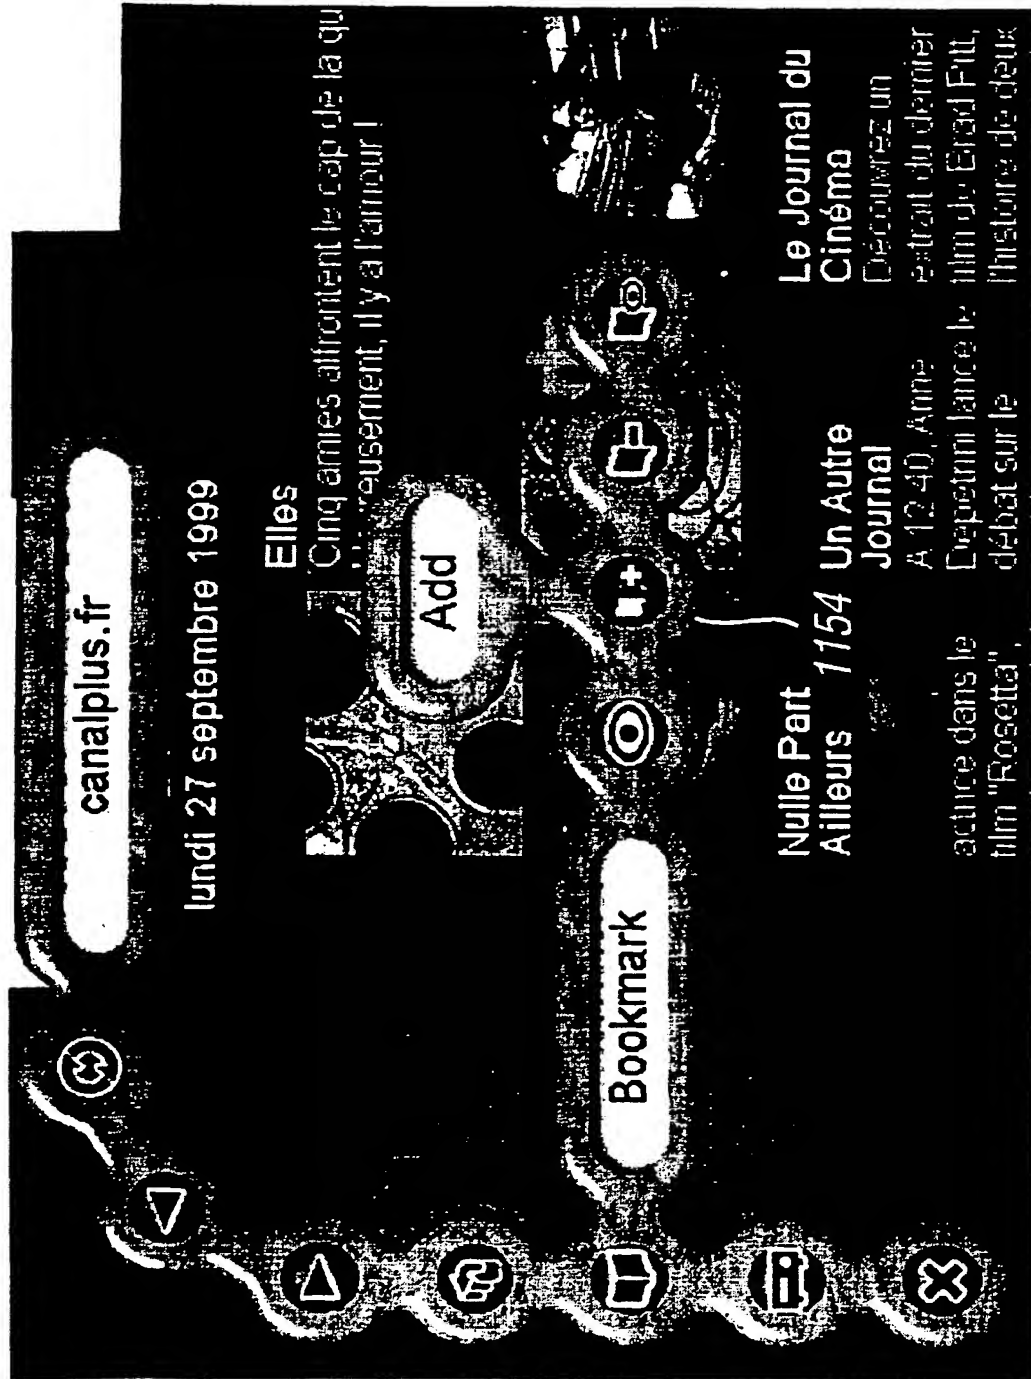 canalplus.fr
lundi 27 septembre 1999
Elles
Cinq amies affrontent le cap de la qu
reusement, il y a l'amour !
Add
Bookmark
1154
Nulle Part
Ailleurs
actrice dans le
film "Rosetta",
Un Autre
Journal
A 12:40, Anne
Depetrini lance le
débat sur le
Le Journal du
Cinéma
Découvrez un
extrait du dernier
film de Brad Pitt,
l'histoire de deux